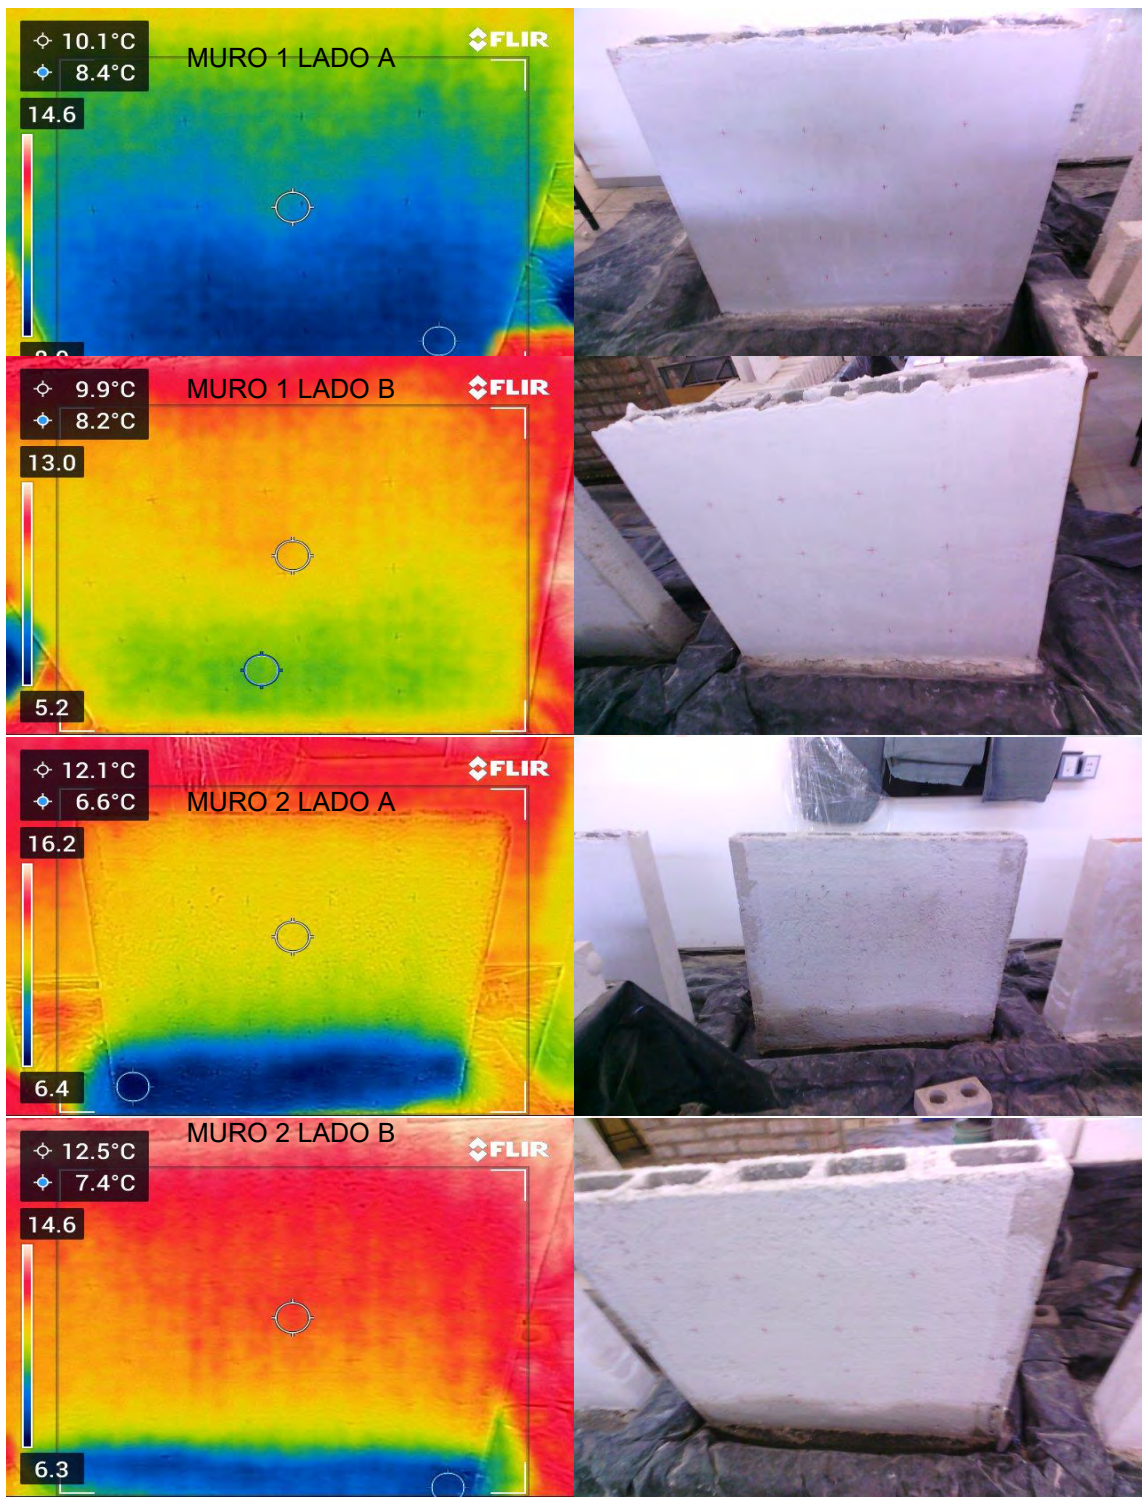 10.1°C
8.4°C
MURO 1 LADO A
FLIR
14.6
9.9°C
8.2°C
MURO 1 LADO B
FLIR
13.0
5.2
12.1°C
6.6°C
MURO 2 LADO A
FLIR
16.2
6.4
12.5°C
7.4°C
MURO 2 LADO B
FLIR
14.6
6.3